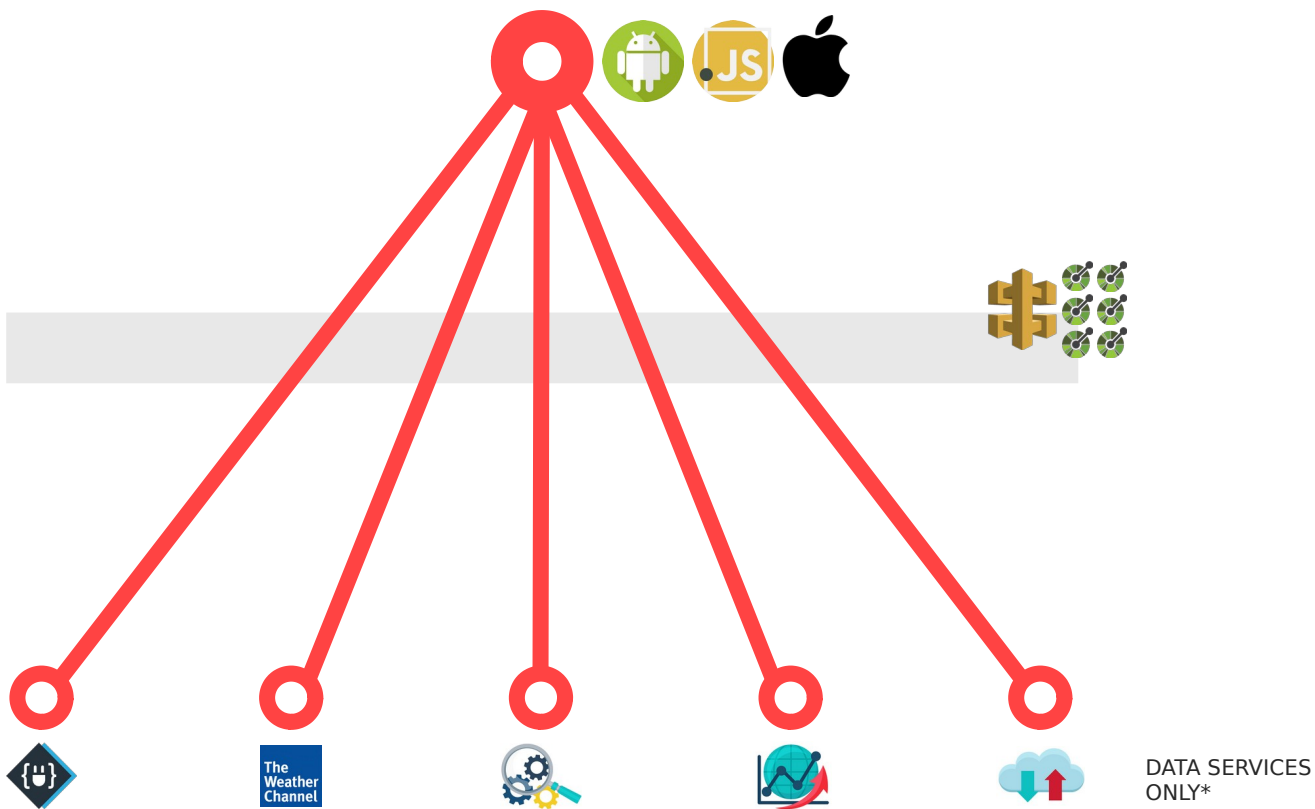 JS
The
Weather
Channel
DATA SERVICES
ONLY*